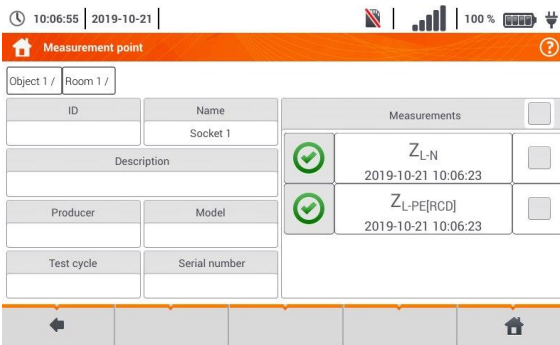 10:06:55 2019-10-21 100 %
Measurement point ?
Object 1 / Room 1 /
ID Name Measurements
Socket 1
Z L-N
2019-10-21 10:06:23
Description
Z L-PE[RCD]
2019-10-21 10:06:23
Producer Model
Test cycle Serial number